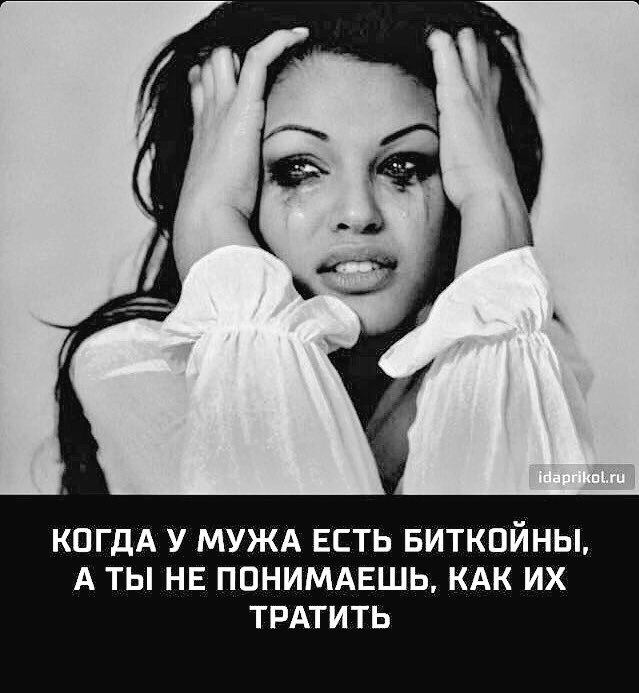 idaprikol.ru
КОГДА У МУЖА ЕСТЬ БИТКОЙНЫ,
А ТЫ НЕ ПОНИМАЕШЬ, КАК ИХ
ТРАТИТЬ